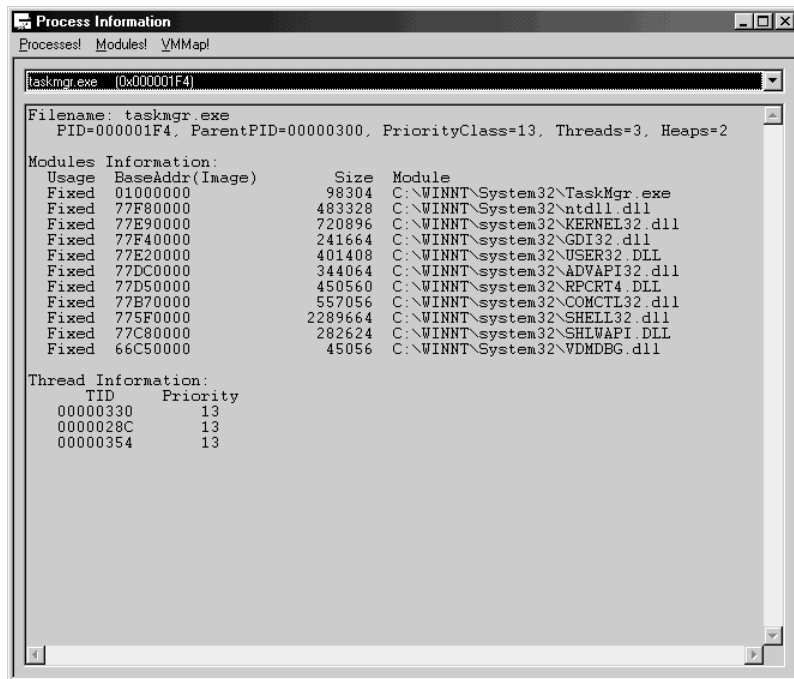 Process Information
Processes! Modules! VMMap!
taskmgr.exe (0x000001F4)
Filename: taskmgr.exe
PID=000001F4, ParentPID=00000300, PriorityClass=13, Threads=3, Heaps=2
Modules Information:
Usage BaseAddr(Image) Size Module
Fixed 01000000 98304 C:\WINNT\System32\TaskMgr.exe
Fixed 77F80000 483328 C:\WINNT\System32\ntdll.dll
Fixed 77E90000 720896 C:\WINNT\system32\KERNEL32.dll
Fixed 77F40000 241664 C:\WINNT\system32\GDI32.dll
Fixed 77E20000 401408 C:\WINNT\system32\USER32.DLL
Fixed 77DC0000 344064 C:\WINNT\system32\ADVAPI32.dll
Fixed 77D50000 450560 C:\WINNT\system32\RPCRT4.DLL
Fixed 77B70000 557056 C:\WINNT\system32\COMCTL32.dll
Fixed 775F0000 2289664 C:\WINNT\system32\SHELL32.dll
Fixed 77C80000 282624 C:\WINNT\system32\SHLWAPI.DLL
Fixed 66C50000 45056 C:\WINNT\System32\VDMDBG.dll
Thread Information:
TID Priority
00000330 13
0000028C 13
00000354 13